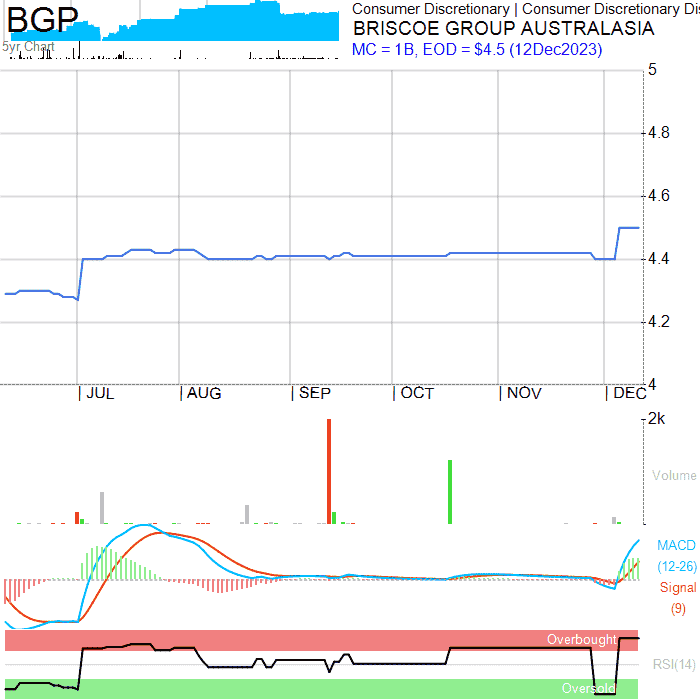 BGP
5yr Chart
Consumer Discretionary | Consumer Discretionary Dis
BRISCOE GROUP AUSTRALASIA
MC = 1B, EOD = $4.5 (12Dec2023)
5
4.8
4.6
4.4
4.2
4
| JUL | AUG | SEP | OCT | NOV | DEC
2k
Volume
MACD
(12-26)
Signal
(9)
Overbought
RSI(14)
Oversold